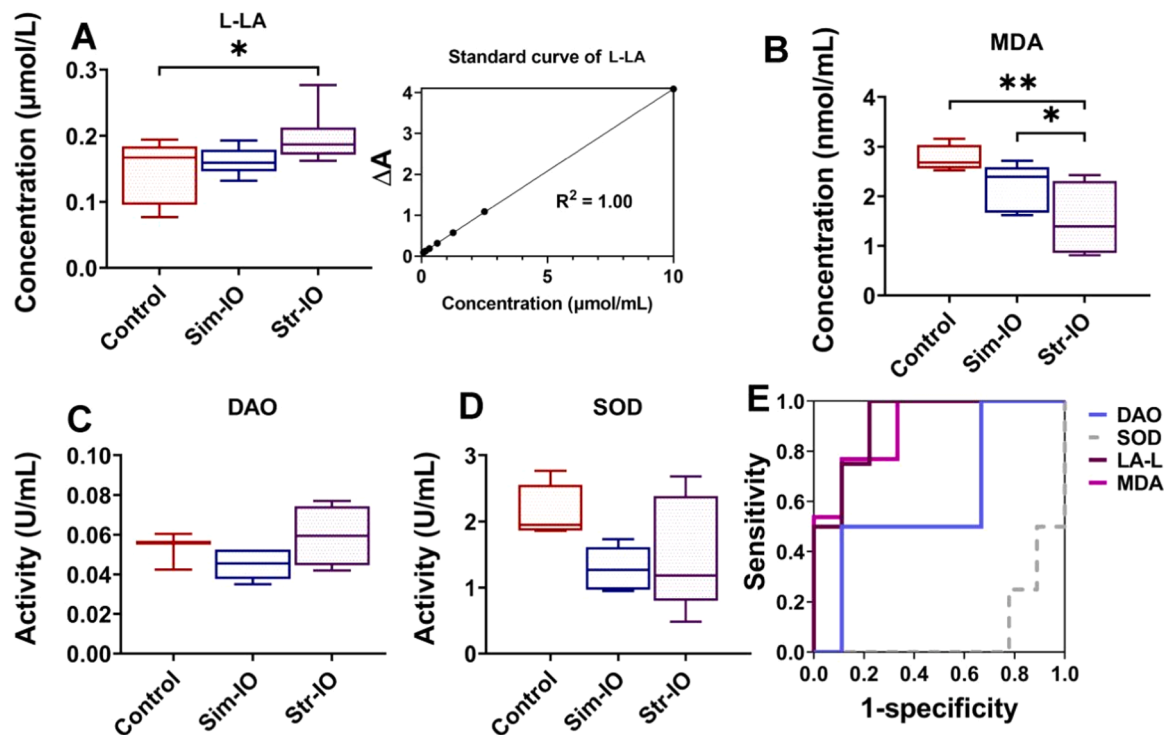 A
L-LA
*
Concentration (µmol/L)
0.3
0.2
0.1
0.0
Control
Sim-IO
Str-IO
Standard curve of L-LA
ΔA
4
3
2
1
0
R² = 1.00
0
5
10
Concentration (µmol/mL)
B
MDA
**
*
Concentration (nmol/mL)
4
3
2
1
0
Control
Sim-IO
Str-IO
C
DAO
Activity (U/mL)
0.10
0.08
0.06
0.04
0.02
0.00
Control
Sim-IO
Str-IO
D
SOD
Activity (U/mL)
3
2
1
0
Control
Sim-IO
Str-IO
E
Sensitivity
1.0
0.8
0.6
0.4
0.2
0.0
0.0 0.2 0.4 0.6 0.8 1.0
1-specificity
DAO
SOD
LA-L
MDA